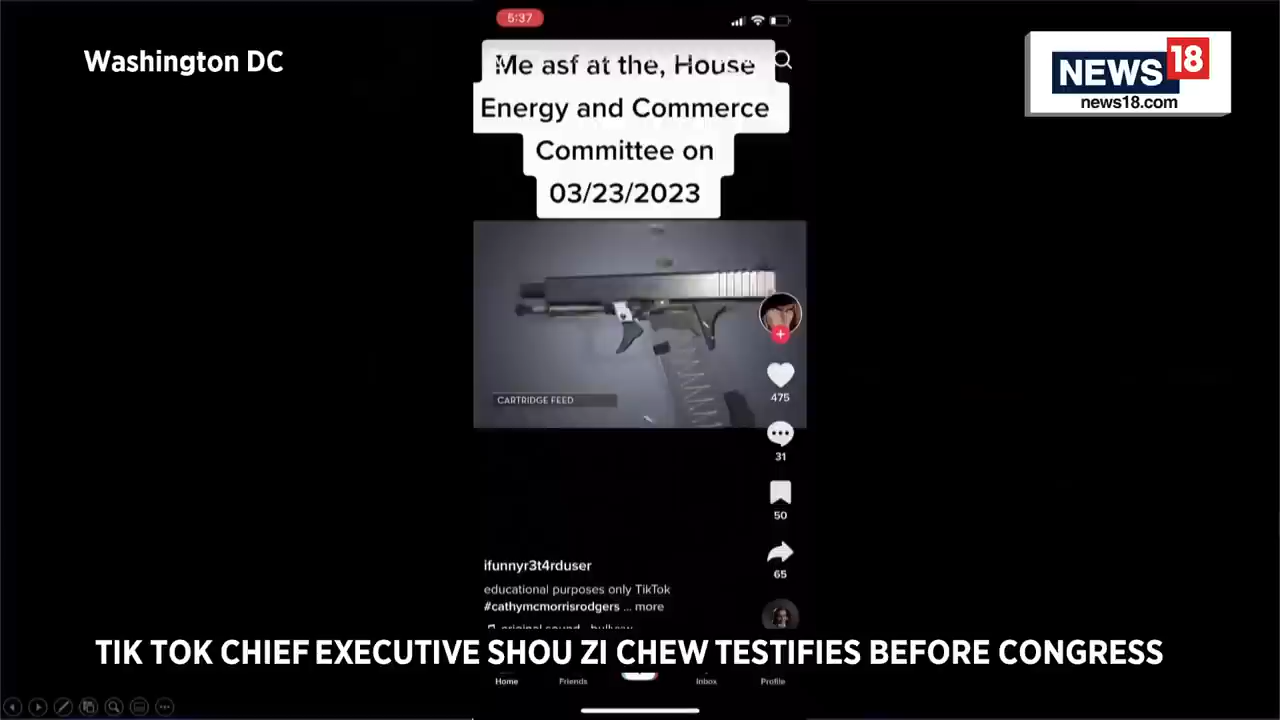 5:37
Washington DC
NEWS 18
news18.com
Me asf at the, House
Energy and Commerce
Committee on
03/23/2023
CARTRIDGE FEED
475
31
50
65
ifunnyr3t4rduser
educational purposes only TikTok
#cathymcmorrisrodgers ... more
TIK TOK CHIEF EXECUTIVE SHOU ZI CHEW TESTIFIES BEFORE CONGRESS
Home Friends Inbox Profile